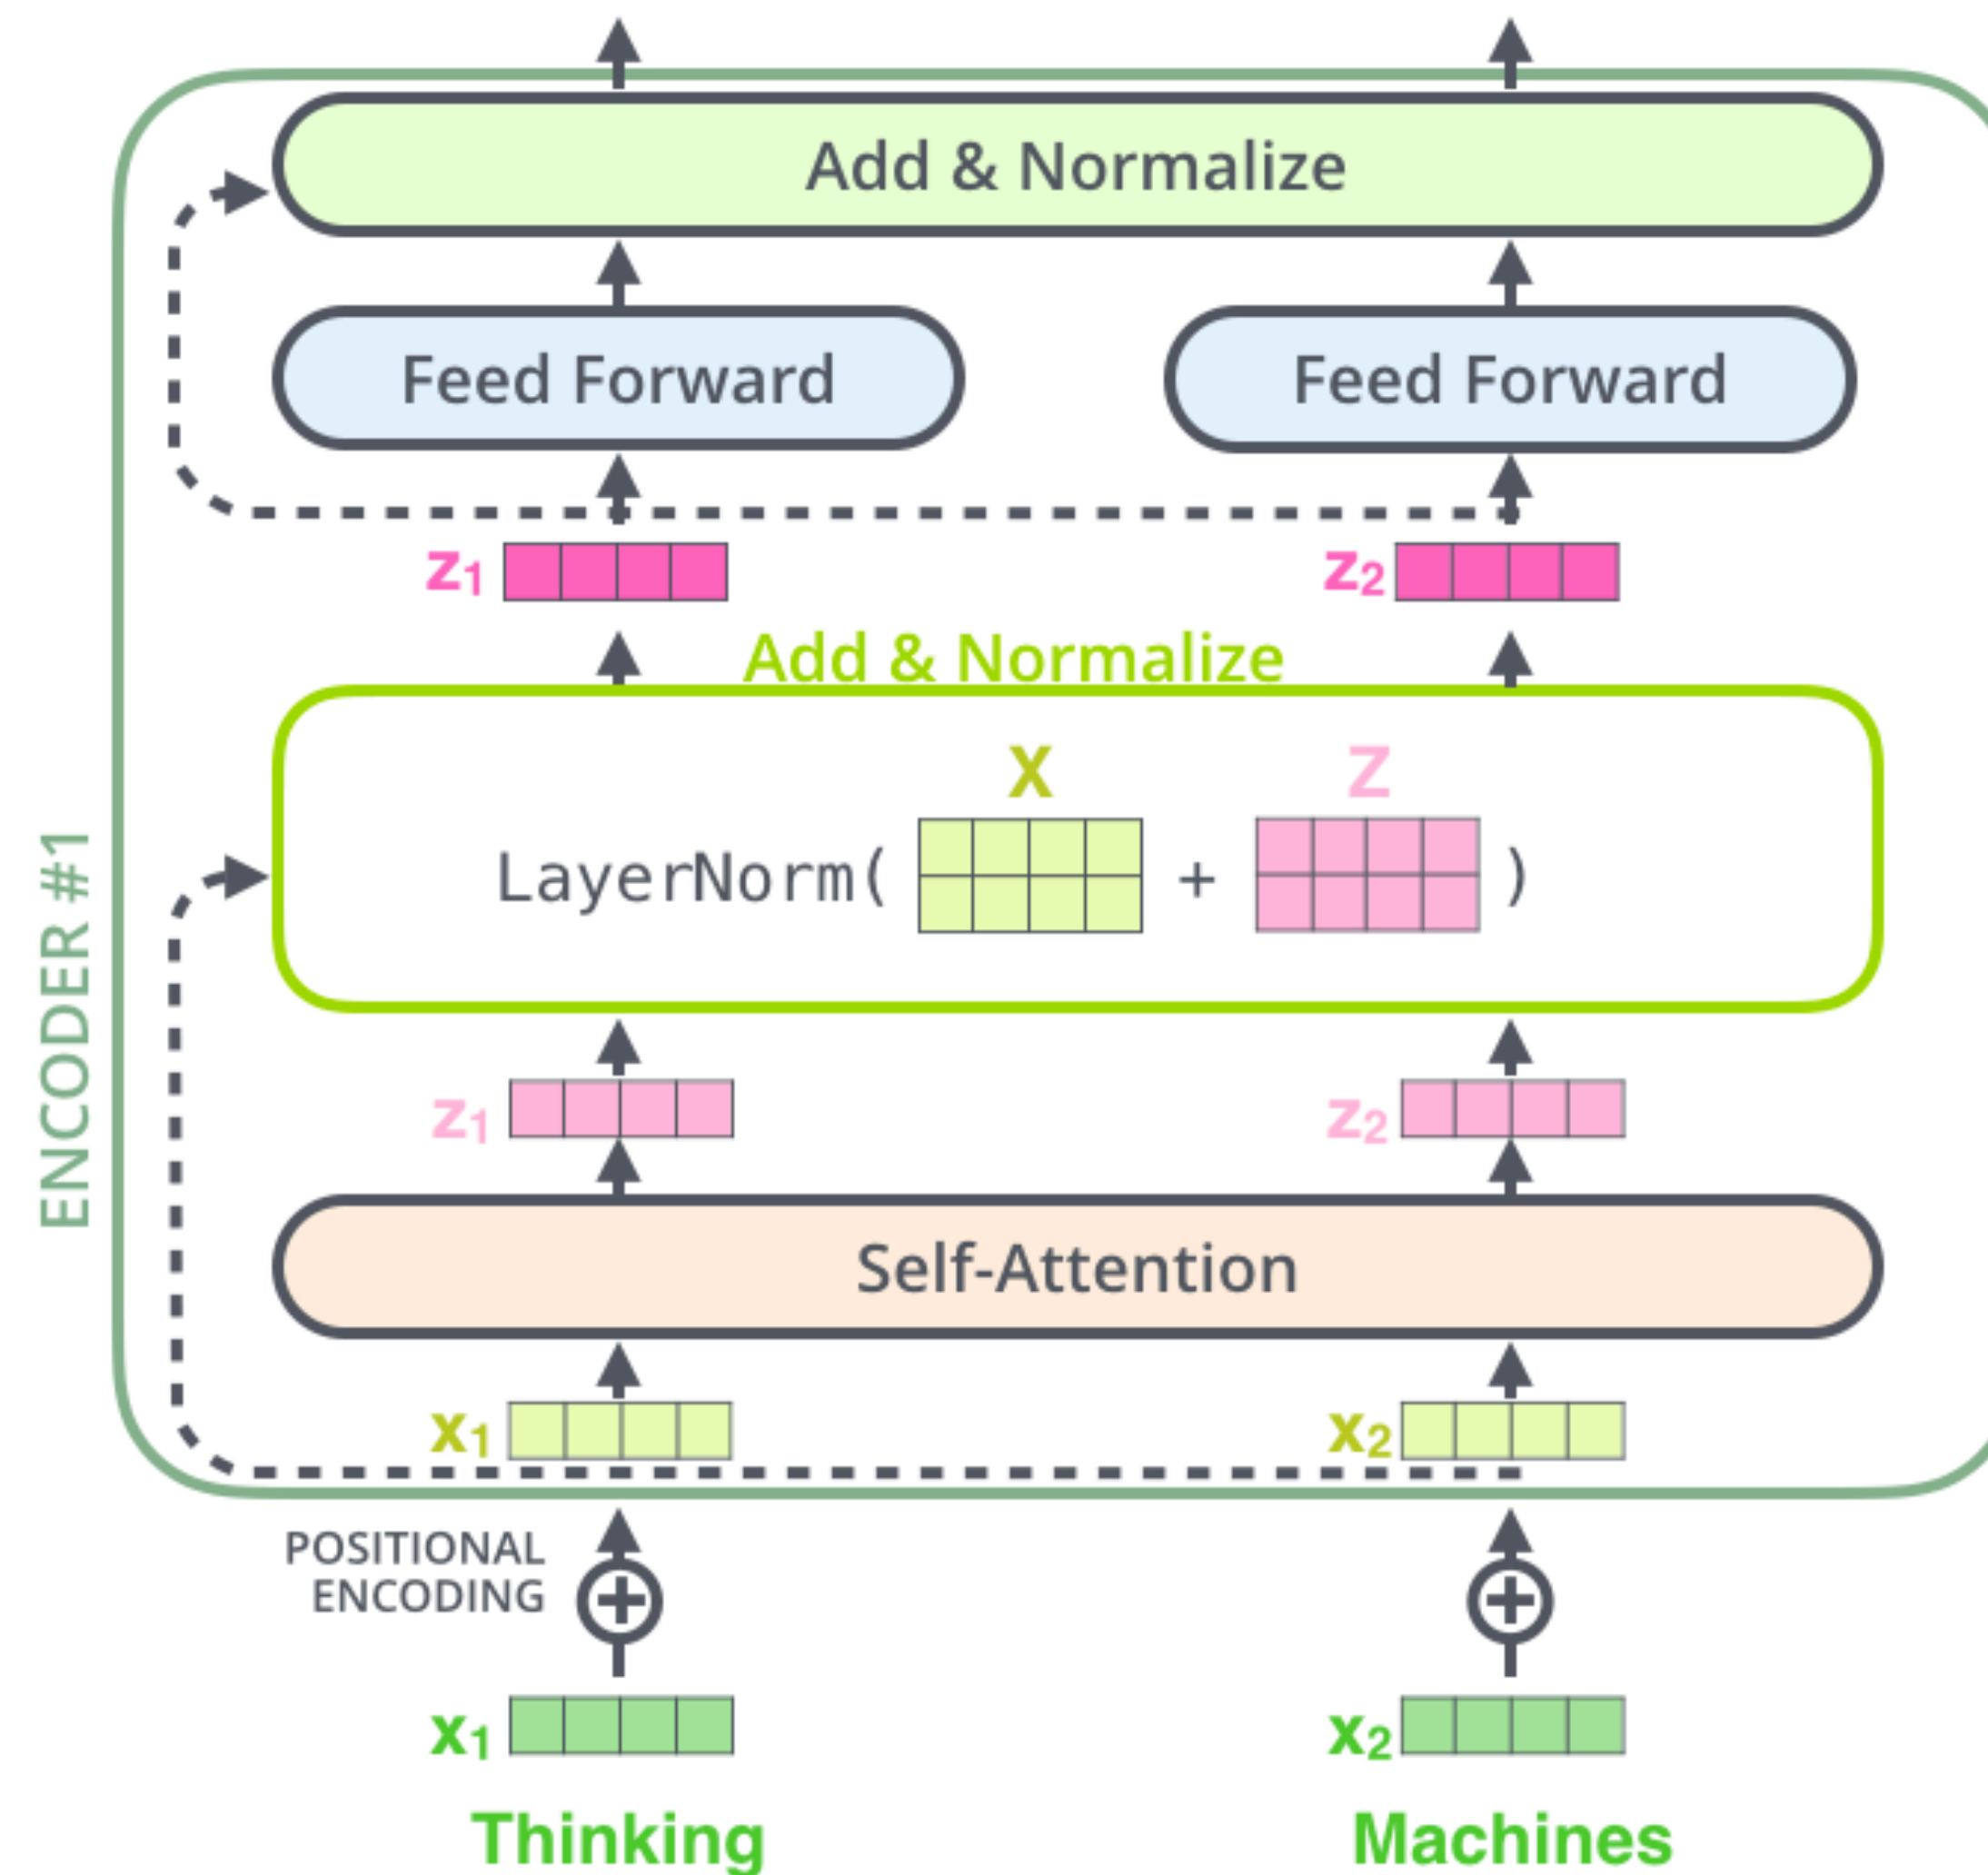 Add & Normalize
Feed Forward
Feed Forward
z1
z2
Add & Normalize
X
Z
LayerNorm(
+
)
ENCODER #1
z1
z2
Self-Attention
x1
x2
POSITIONAL
ENCODING
x1
x2
Thinking
Machines